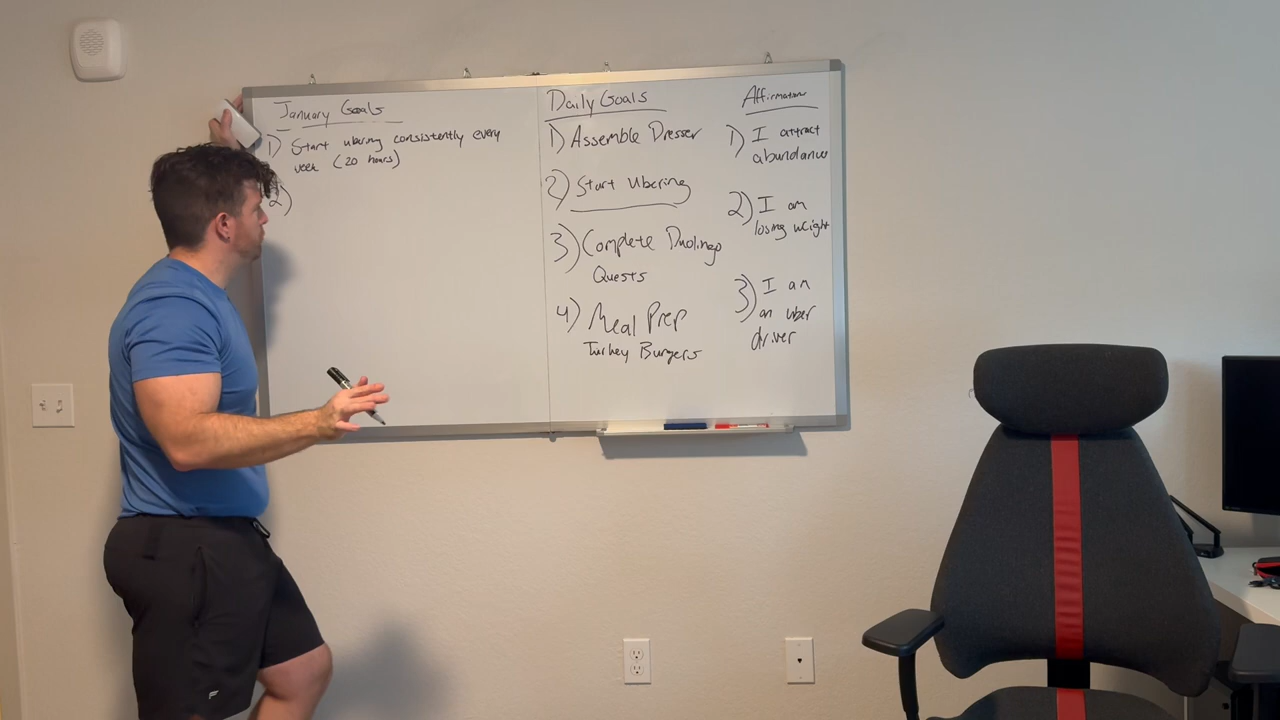 January Goals
1) Start ubering consistently every
week (20 hours)
2)
Daily Goals
1) Assemble Dresser
2) Start Ubering
3) Complete Duolingo
Quests
4) Meal Prep
Turkey Burgers
Affirmations
1) I attract
abundance
2) I am
losing weight
3) I am
an uber
driver